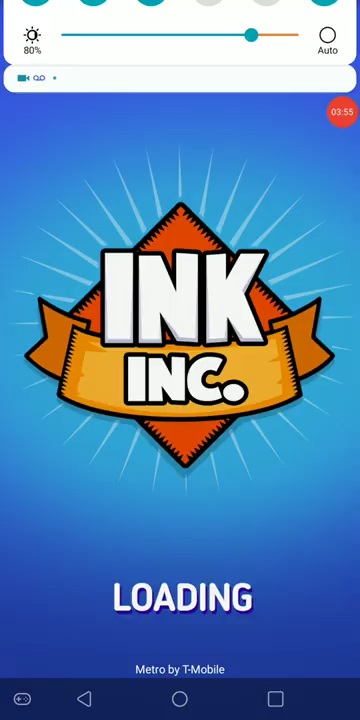 80%
Auto
03:55
INK
INC.
LOADING
Metro by T-Mobile